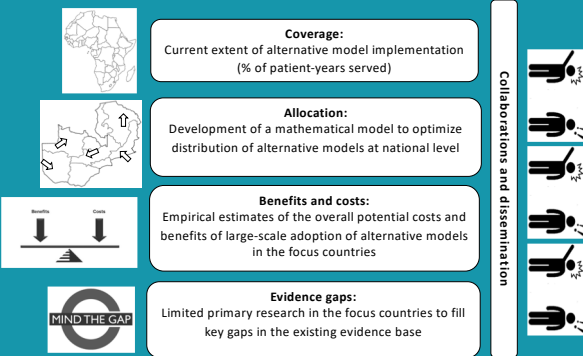 Coverage:
Current extent of alternative model implementation
(% of patient-years served)
Allocation:
Development of a mathematical model to optimize
distribution of alternative models at national level
Benefits
Costs
Benefits and costs:
Empirical estimates of the overall potential costs and
benefits of large-scale adoption of alternative models
in the focus countries
MIND THE GAP
Evidence gaps:
Limited primary research in the focus countries to fill
key gaps in the existing evidence base
Collaborations and dissemination